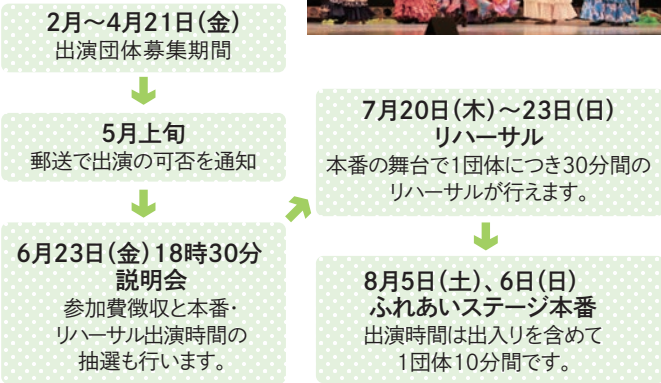 2月～4月21日(金)
出演団体募集期間
5月上旬
郵送で出演の可否を通知
6月23日(金)18時30分
説明会
参加費徴収と本番・
リハーサル出演時間の
抽選も行います。
7月20日(木)～23日(日)
リハーサル
本番の舞台で1団体につき30分間の
リハーサルが行えます。
8月5日(土)、6日(日)
ふれあいステージ本番
出演時間は出入りを含めて
1団体10分間です。